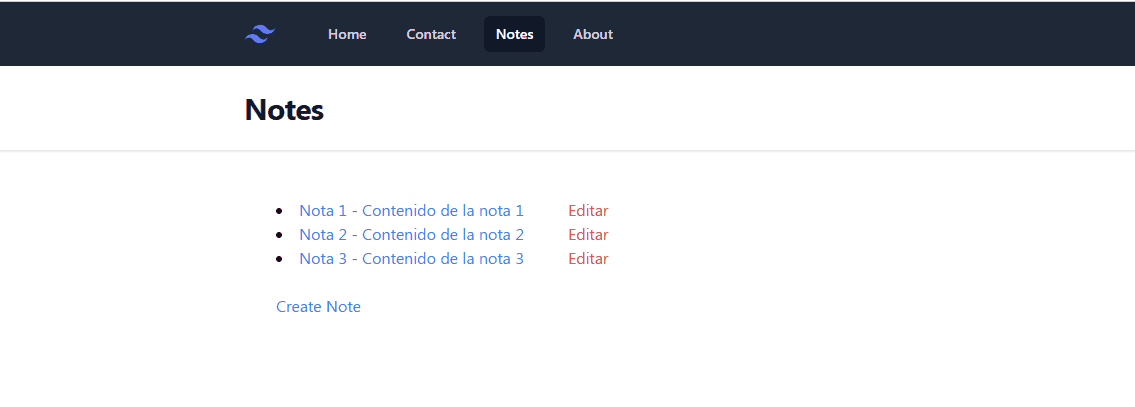 Home Contact Notes About
Notes
Nota 1 - Contenido de la nota 1 Editar
Nota 2 - Contenido de la nota 2 Editar
Nota 3 - Contenido de la nota 3 Editar
Create Note